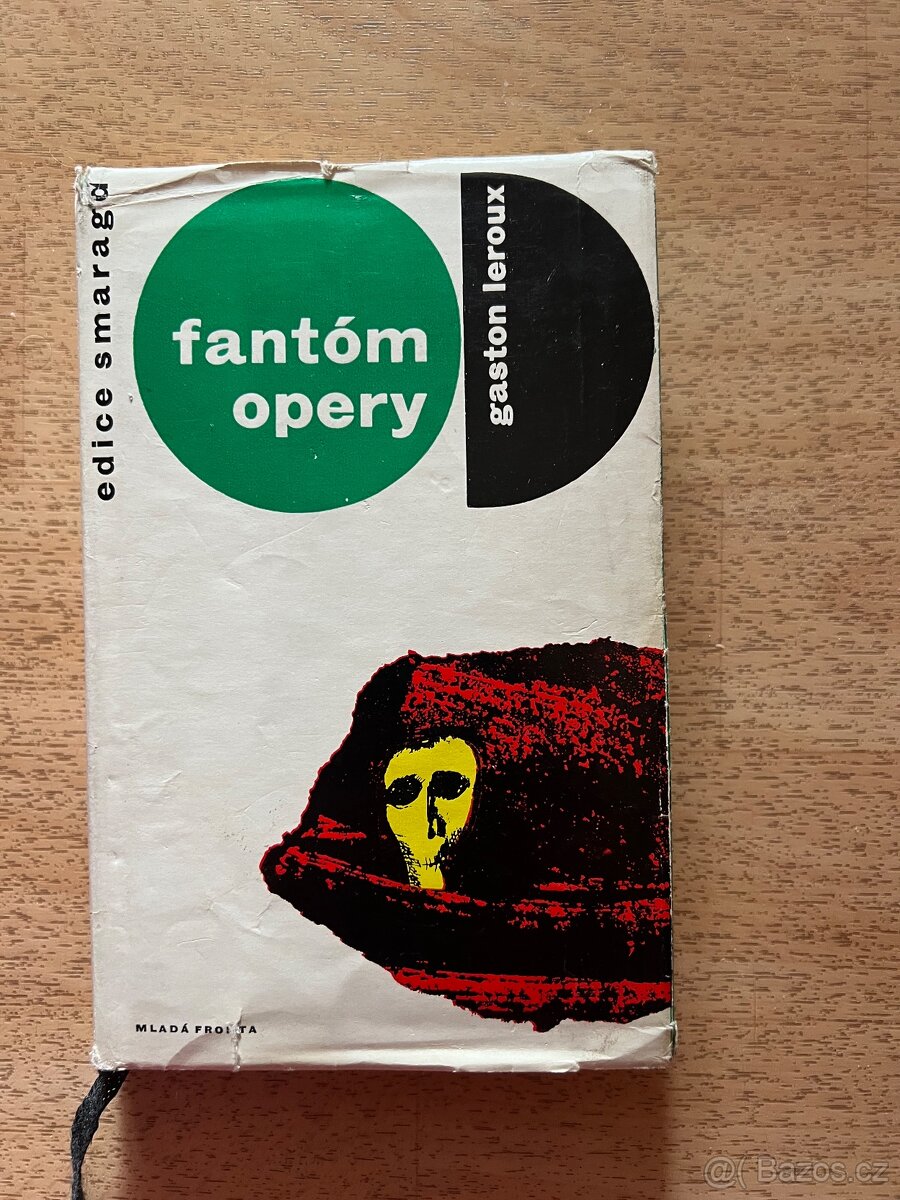 edice smaragd
fantóm
opery
gaston leroux
MLADÁ FRONTA
@( Bazos.cz